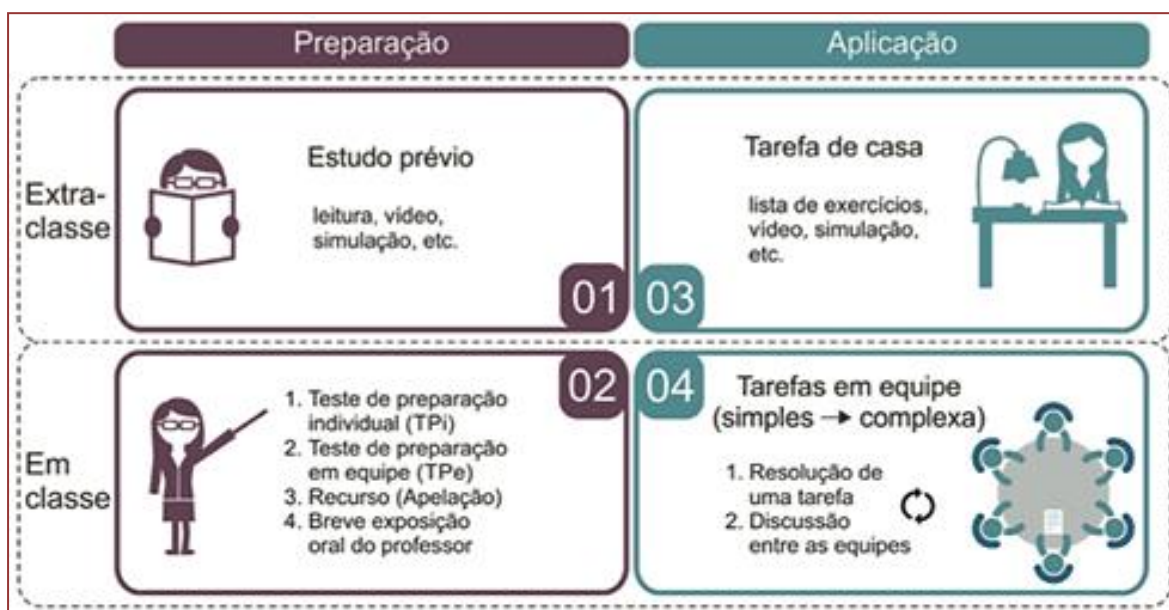 Preparação
Aplicação
Extra-
classe
Estudo prévio
leitura, vídeo,
simulação, etc.
01
03
Tarefa de casa
lista de exercícios,
vídeo, simulação,
etc.
Em
classe
02
1. Teste de preparação
individual (TPi)
2. Teste de preparação
em equipe (TPe)
3. Recurso (Apelação)
4. Breve exposição
oral do professor
04
Tarefas em equipe
(simples → complexa)
1. Resolução de
uma tarefa
2. Discussão
entre as equipes